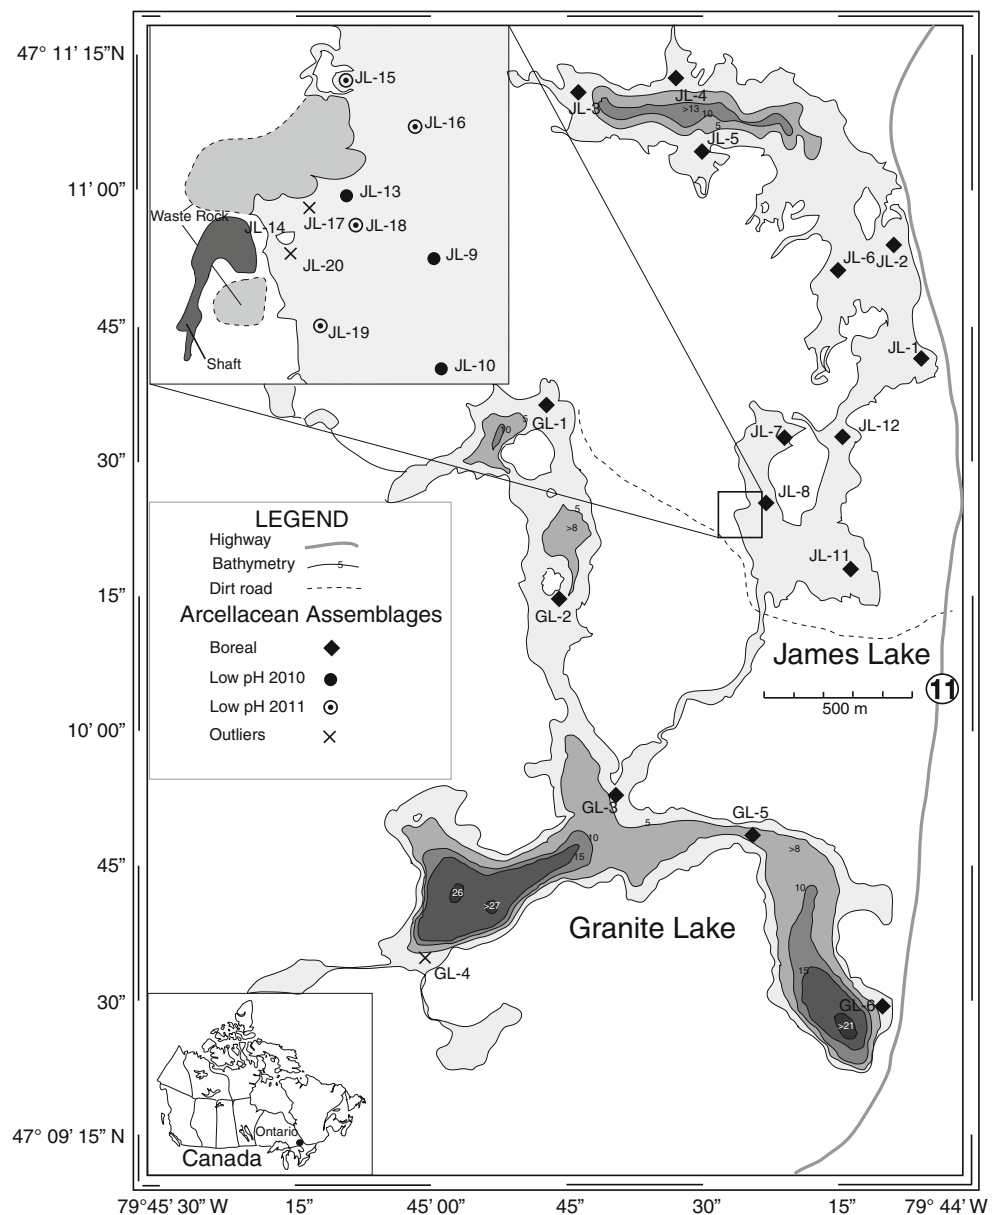 47° 11' 15”N
11' 00”
45”
30”
15”
10' 00”
45”
30”
47° 09' 15” N
79°45' 30” W
15”
45' 00”
45”
30”
15”
79° 44' W
JL-15
JL-16
JL-13
JL-17
JL-18
JL-14
JL-20
JL-9
JL-19
JL-10
Waste Rock
Shaft
JL-3
JL-4
>13
10
5
JL-5
JL-6
JL-2
JL-1
JL-7
JL-12
JL-8
JL-11
5
10
GL-1
5
>8
GL-2
LEGEND
Highway
Bathymetry
5
Dirt road
Arcellacean Assemblages
Boreal
Low pH 2010
Low pH 2011
Outliers
James Lake
500 m
11
GL-3
5
GL-5
10
15
>8
10
26
>27
Granite Lake
GL-4
15
GL-6
>21
Ontario
Canada